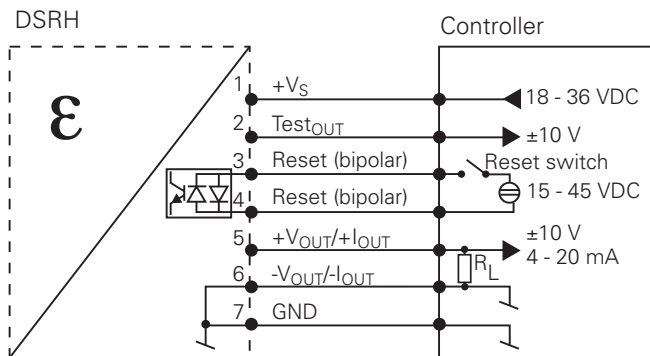 DSRH
Controller
ε
1 +VS 18 - 36 VDC
2 TestOUT ±10 V
3 Reset (bipolar) Reset switch
4 Reset (bipolar) 15 - 45 VDC
5 +VOUT/+IOUT ±10 V
4 - 20 mA
RL
6 -VOUT/-IOUT
7 GND